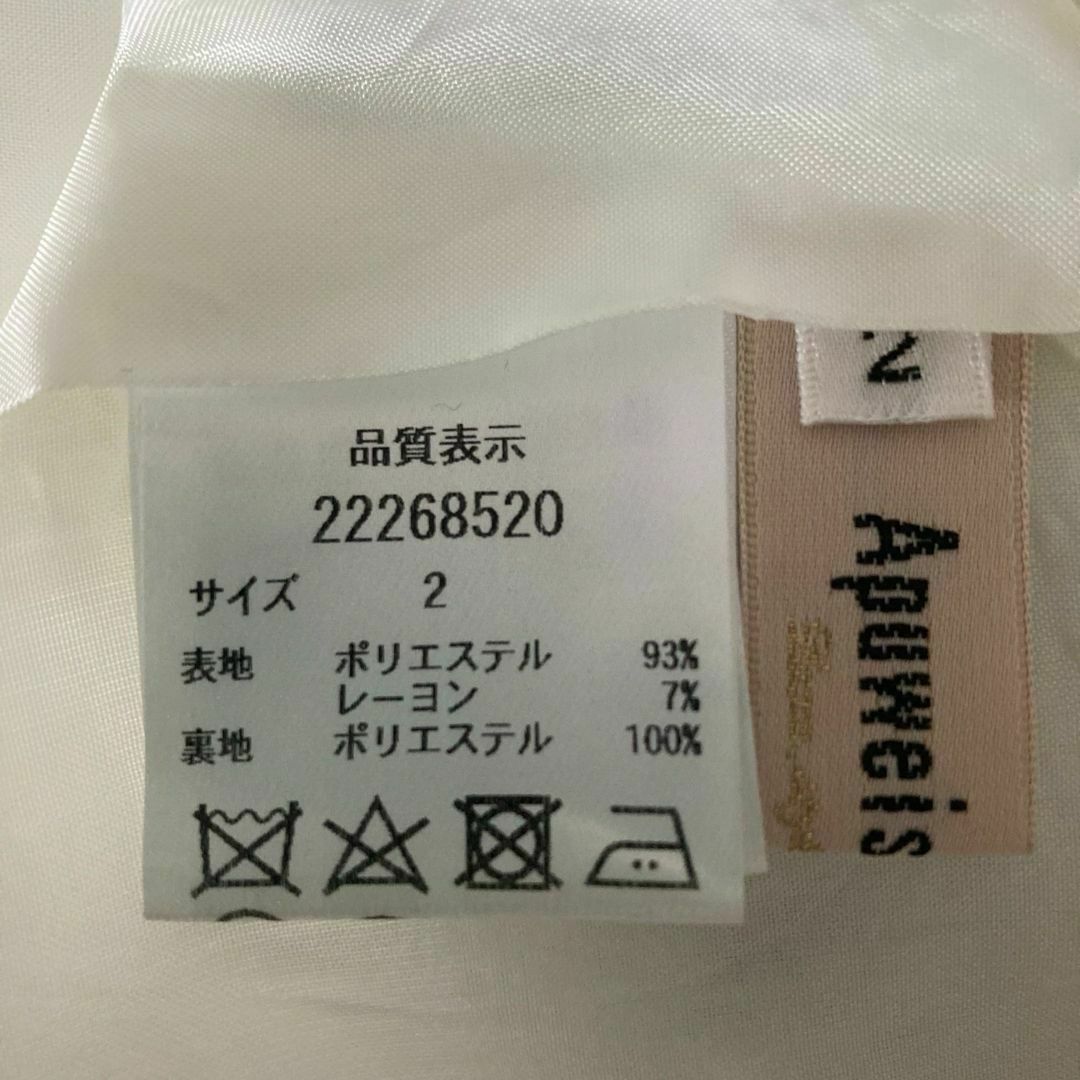 品質表示
22268520
サイズ 2
表地 ポリエステル 93%
レーヨン 7%
裏地 ポリエステル 100%
2
Apuweis